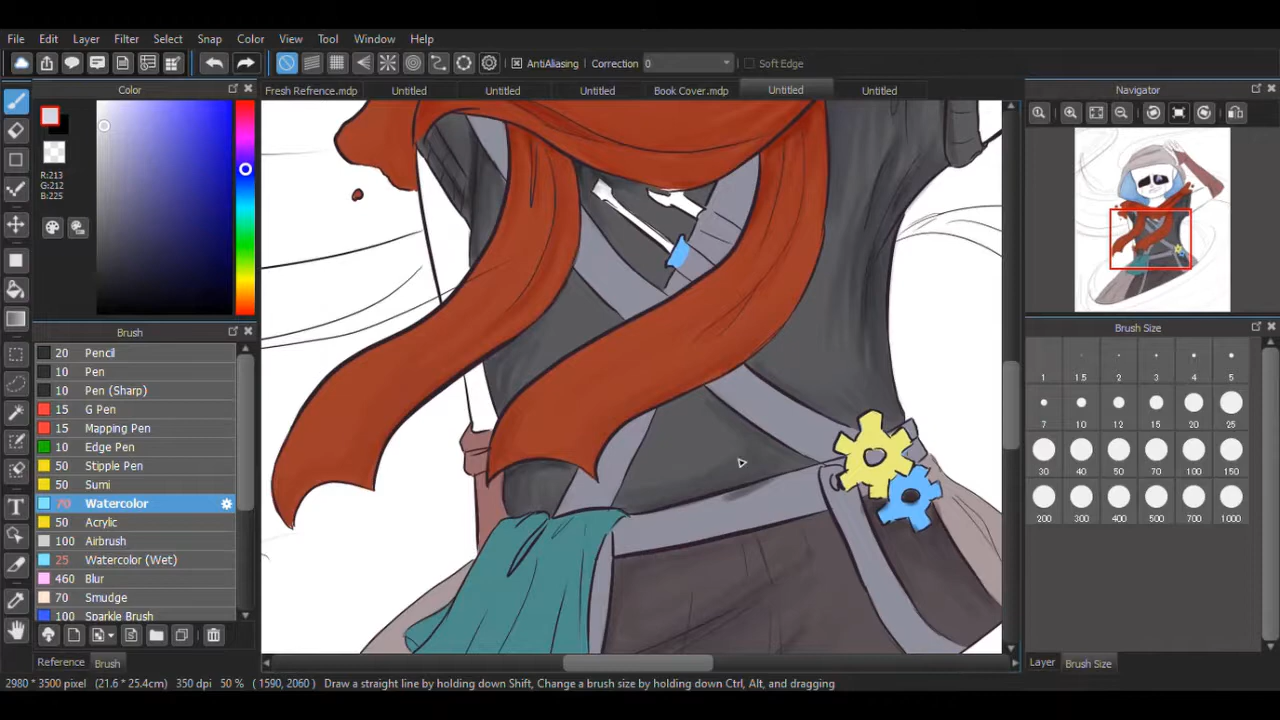 File Edit Layer Filter Select Snap Color View Tool Window Help
AntiAliasing Correction 0 Soft Edge
Color
Fresh Refrence.mdp Untitled Untitled Untitled Book Cover.mdp Untitled Untitled
Navigator
R:213
G:212
B:225
Brush
20 Pencil
10 Pen
10 Pen (Sharp)
15 G Pen
15 Mapping Pen
10 Edge Pen
50 Stipple Pen
50 Sumi
70 Watercolor
50 Acrylic
100 Airbrush
25 Watercolor (Wet)
460 Blur
70 Smudge
100 Sparkle Brush
Reference Brush
Brush Size
1 1.5 2 3 4 5
7 10 12 15 20 25
30 40 50 70 100 150
200 300 400 500 700 1000
Layer Brush Size
2980 * 3500 pixel (21.6 * 25.4cm) 350 dpi 50 % ( 1590, 2060 ) Draw a straight line by holding down Shift, Change a brush size by holding down Ctrl, Alt, and dragging